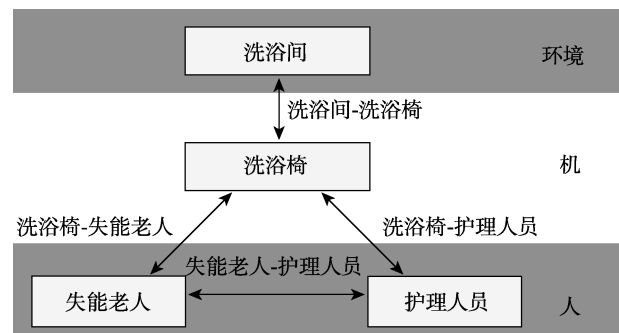 洗浴间
环境
洗浴间-洗浴椅
洗浴椅
机
洗浴椅-失能老人
洗浴椅-护理人员
失能老人-护理人员
失能老人
护理人员
人